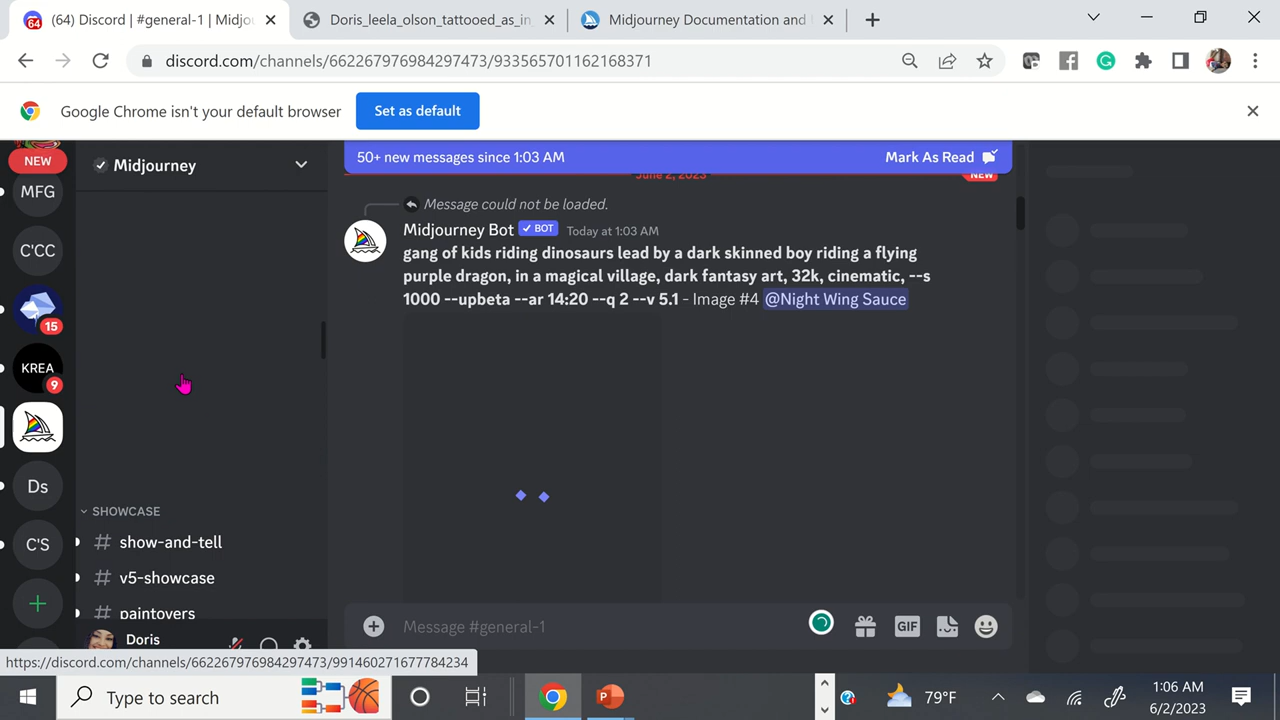 64
(64) Discord | #general-1 | Midjo
Doris_leela_olson_tattooed_as_in
Midjourney Documentation and
discord.com/channels/662267976984297473/933565701162168371
Google Chrome isn't your default browser
Set as default
NEW
MFG
C'CC
15
KREA
9
Ds
C'S
Midjourney
SHOWCASE
show-and-tell
v5-showcase
paintovers
Doris
50+ new messages since 1:03 AM
Mark As Read
June 2, 2023
NEW
Message could not be loaded.
Midjourney Bot
BOT
Today at 1:03 AM
gang of kids riding dinosaurs lead by a dark skinned boy riding a flying
purple dragon, in a magical village, dark fantasy art, 32k, cinematic, --s
1000 --upbeta --ar 14:20 --q 2 --v 5.1 - Image #4 @Night Wing Sauce
Message #general-1
GIF
https://discord.com/channels/662267976984297473/991460271677784234
Type to search
79°F
1:06 AM
6/2/2023